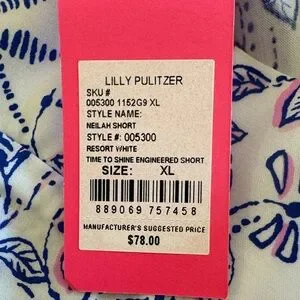 LILLY PULITZER
SKU #
005300 1152G9 XL
STYLE NAME:
NEILAH SHORT
STYLE #: 005300
RESORT WHITE
TIME TO SHINE ENGINEERED SHORT
SIZE: XL
889069 757458
MANUFACTURER'S SUGGESTED PRICE
$78.00